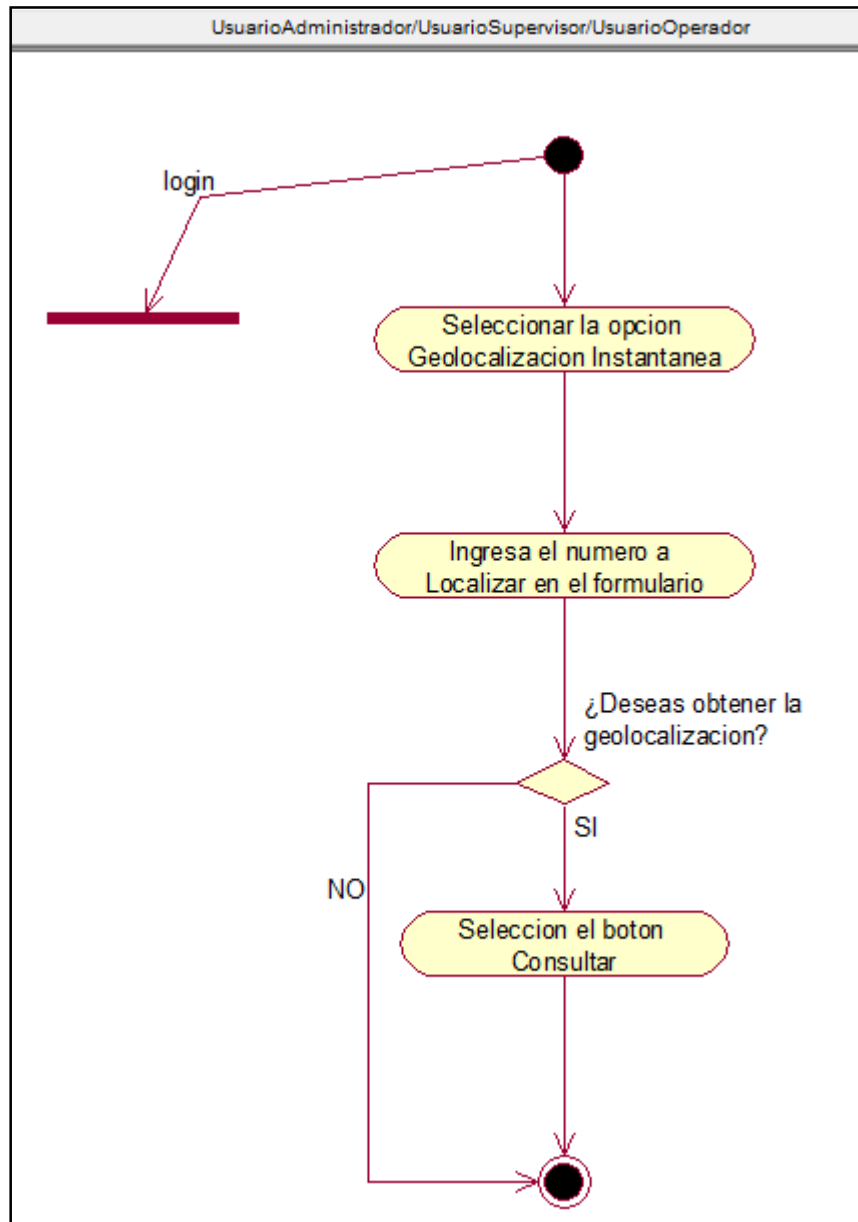 UsuarioAdministrador/UsuarioSupervisor/UsuarioOperador
login
Seleccionar la opcion
Geolocalizacion Instantanea
Ingresa el numero a
Localizar en el formulario
¿Deseas obtener la
geolocalizacion?
SI
NO
Seleccion el boton
Consultar